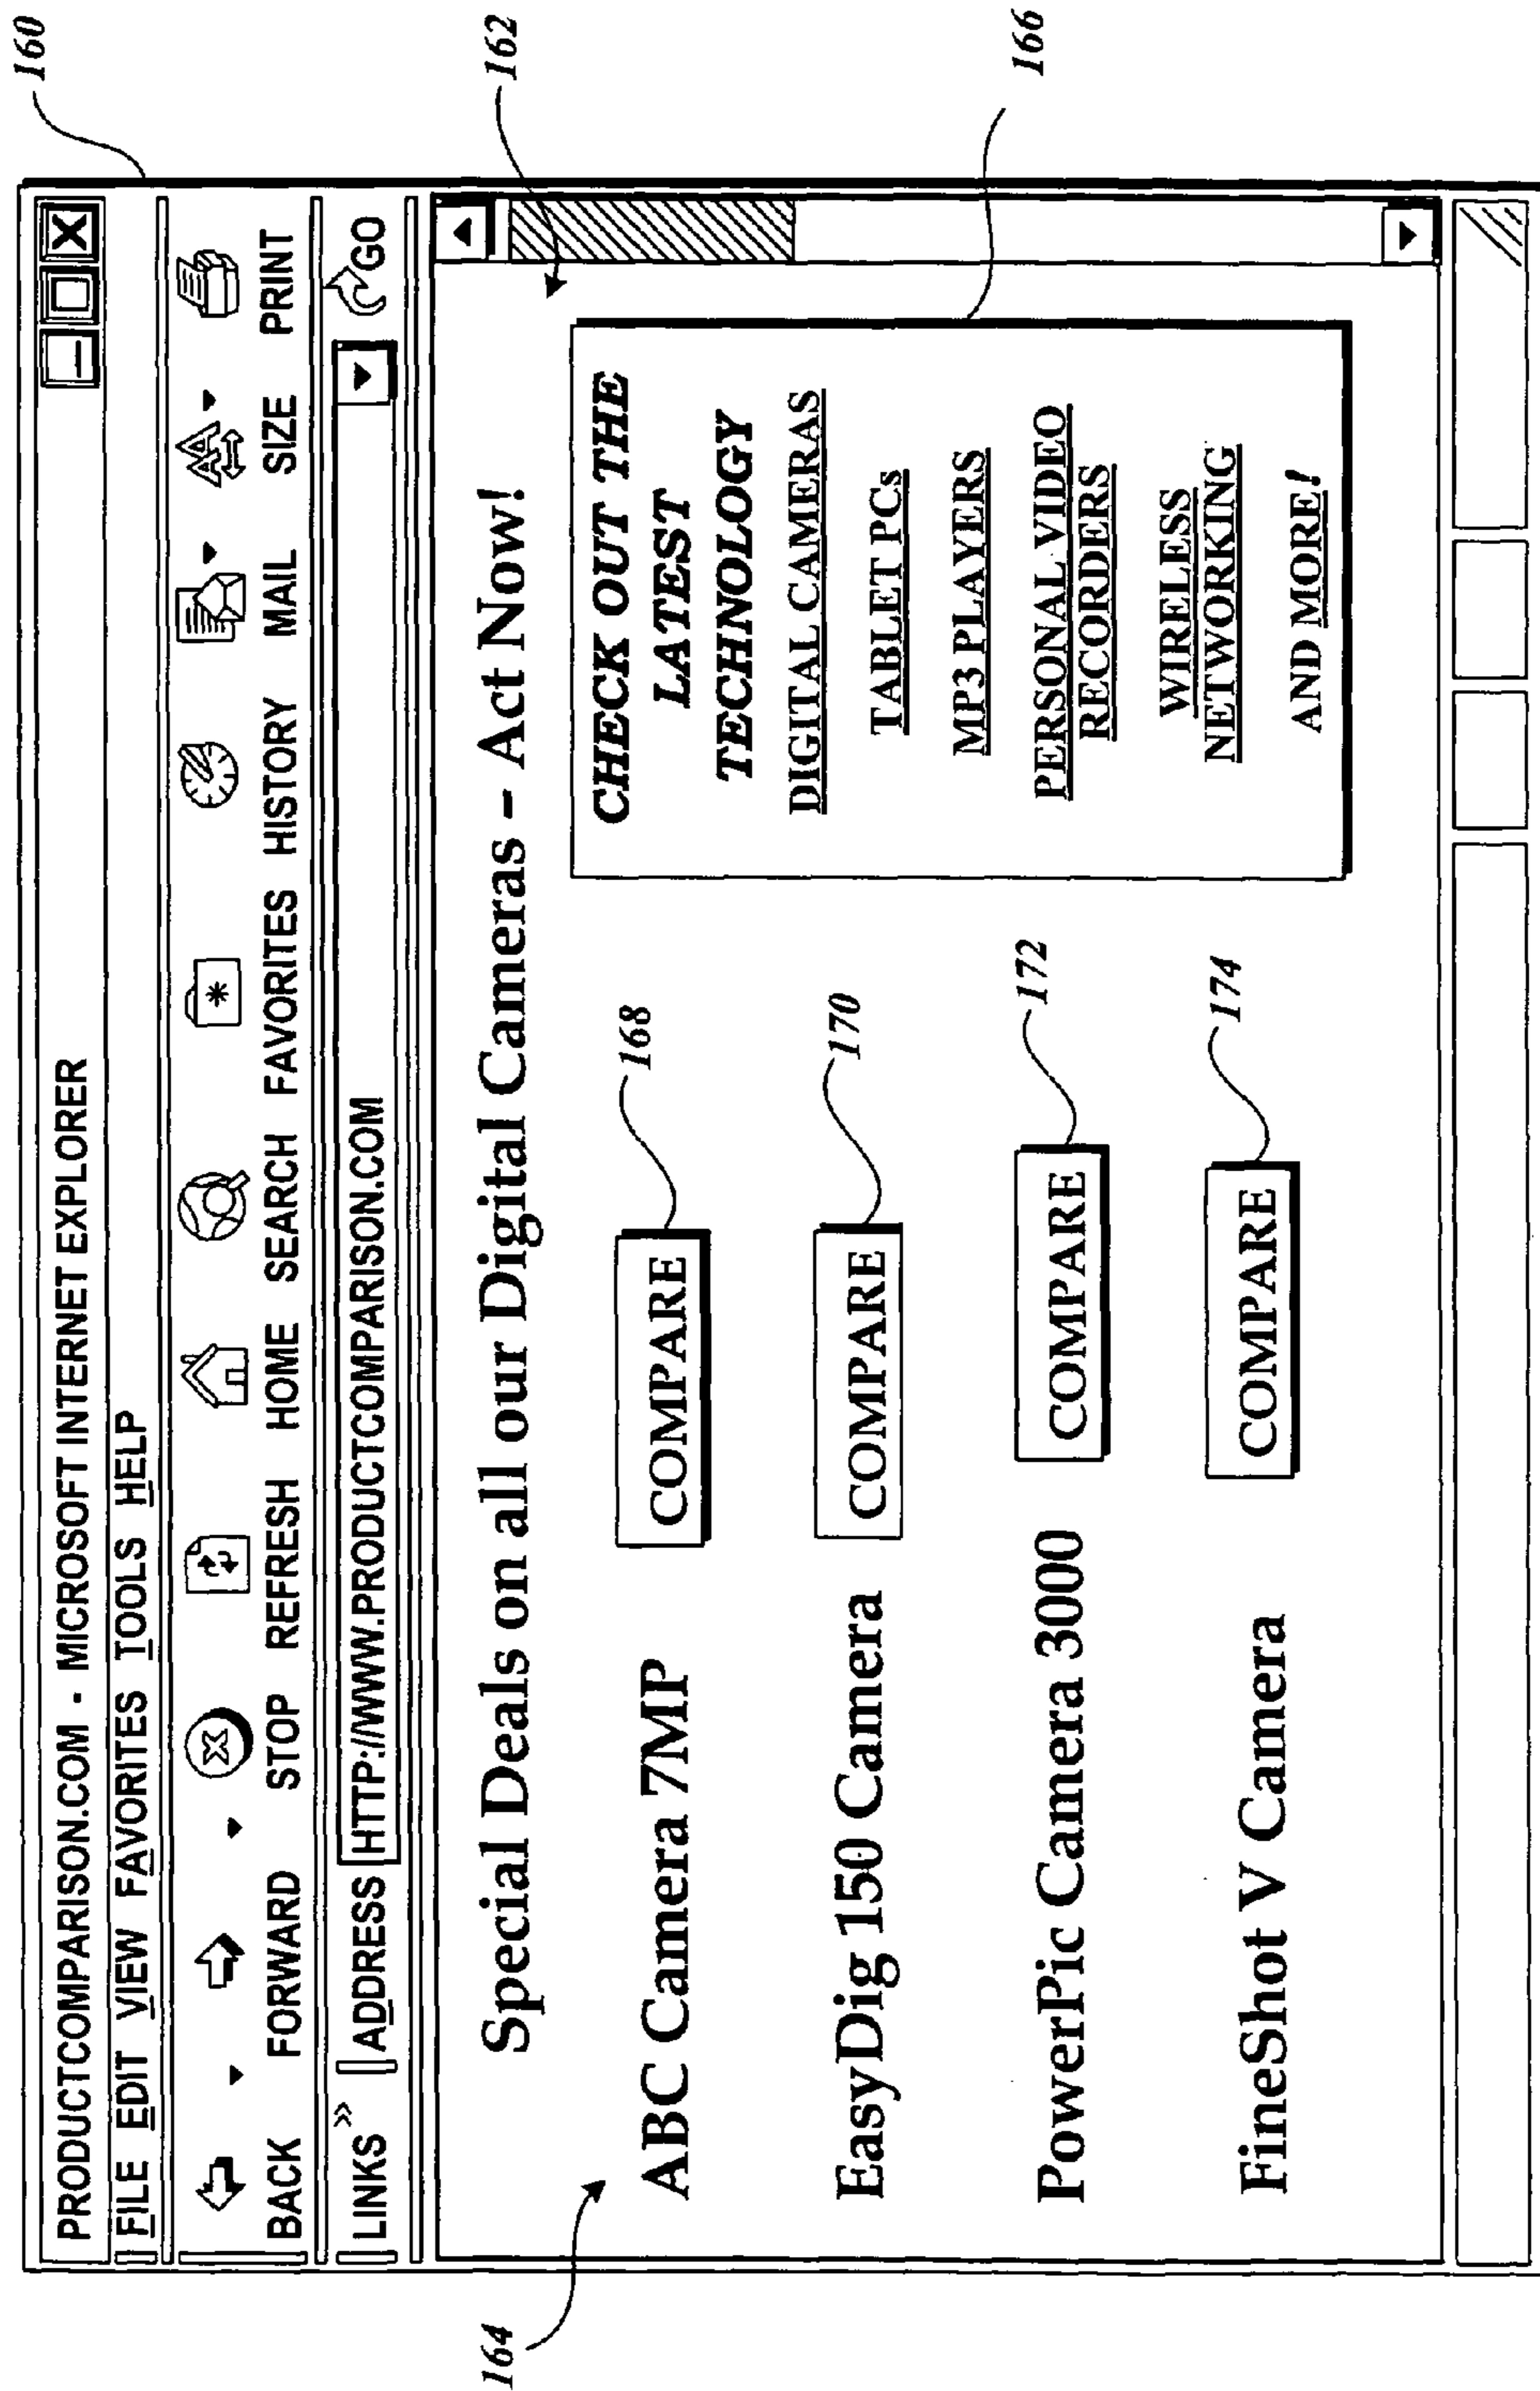 160
PRODUCTCOMPARISON.COM - MICROSOFT INTERNET EXPLORER
FILE EDIT VIEW FAVORITES TOOLS HELP
BACK FORWARD STOP REFRESH HOME SEARCH FAVORITES HISTORY MAIL SIZE PRINT
LINKS » ADDRESS HTTP://WWW.PRODUCTCOMPARISON.COM GO
162
164
Special Deals on all our Digital Cameras – Act Now!
ABC Camera 7MP COMPARE 168
EasyDig 150 Camera COMPARE 170
PowerPic Camera 3000 COMPARE 172
FineShot V Camera COMPARE 174
CHECK OUT THE
LATEST
TECHNOLOGY
DIGITAL CAMERAS
TABLET PCs
MP3 PLAYERS
PERSONAL VIDEO
RECORDERS
WIRELESS
NETWORKING
AND MORE!
166